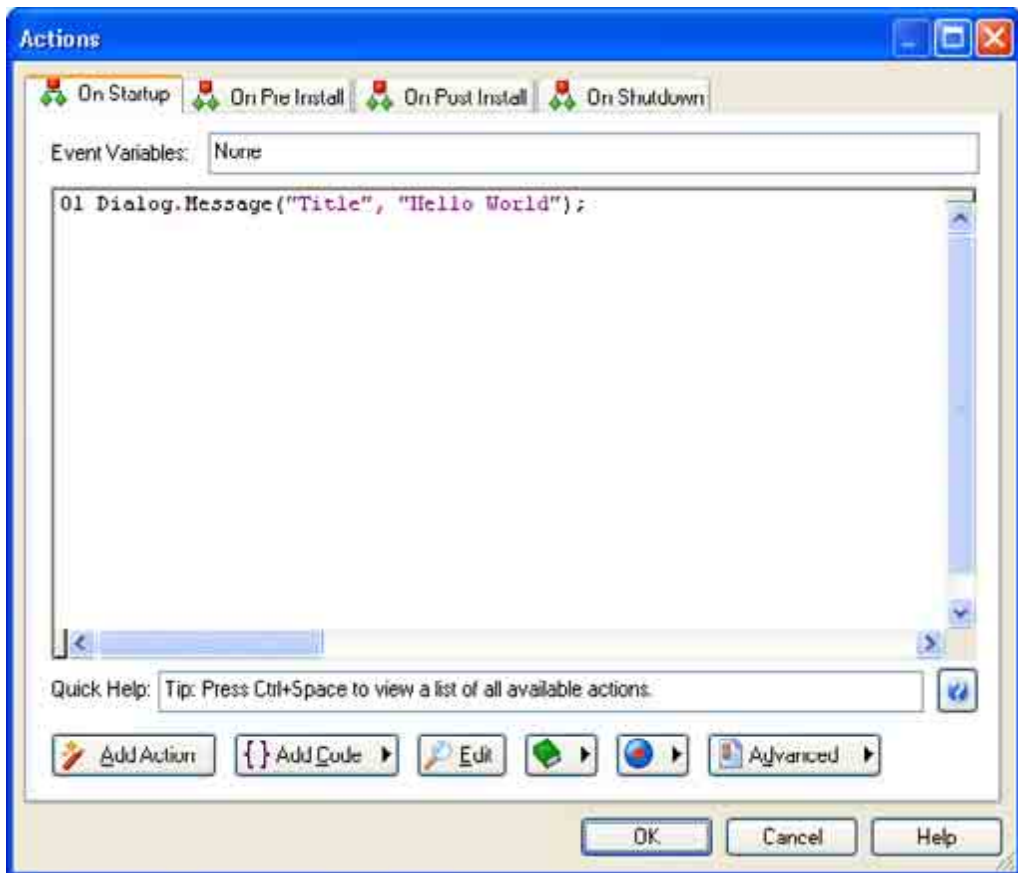 Actions
On Startup On Pre Install On Post Install On Shutdown
Event Variables: None
01 Dialog.Message("Title", "Hello World");
Quick Help: Tip: Press Ctrl+Space to view a list of all available actions.
Add Action { } Add Code Edit Advanced
OK Cancel Help